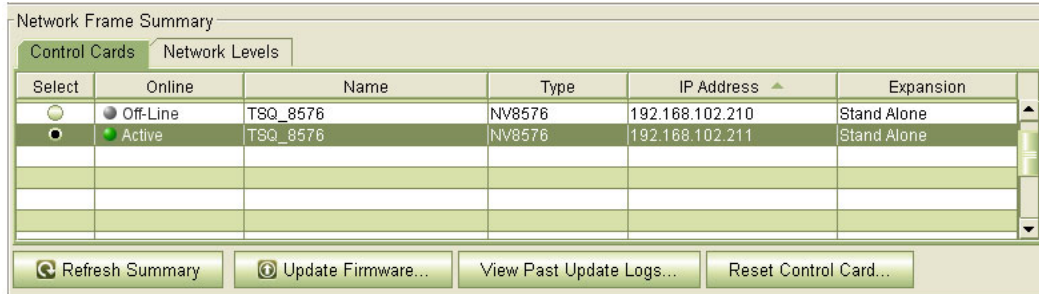 Network Frame Summary
Control Cards Network Levels
Select Online Name Type IP Address Expansion
Off-Line TSQ_8576 NV8576 192.168.102.210 Stand Alone
Active TSQ_8576 NV8576 192.168.102.211 Stand Alone
Refresh Summary Update Firmware... View Past Update Logs... Reset Control Card...